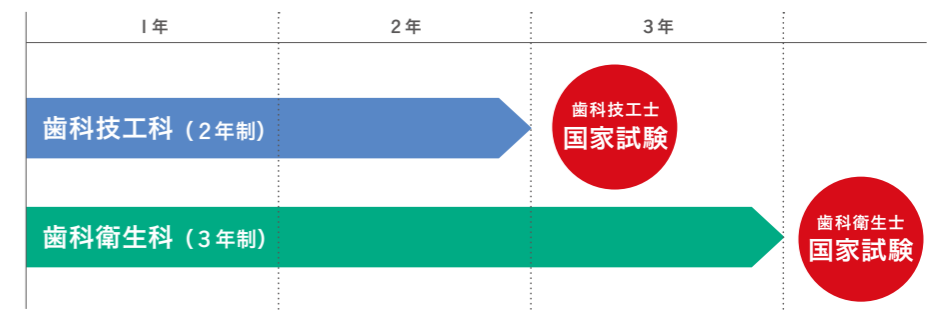 1年
2年
3年
歯科技工科（2年制）
歯科技工士
国家試験
歯科衛生科（3年制）
歯科衛生士
国家試験